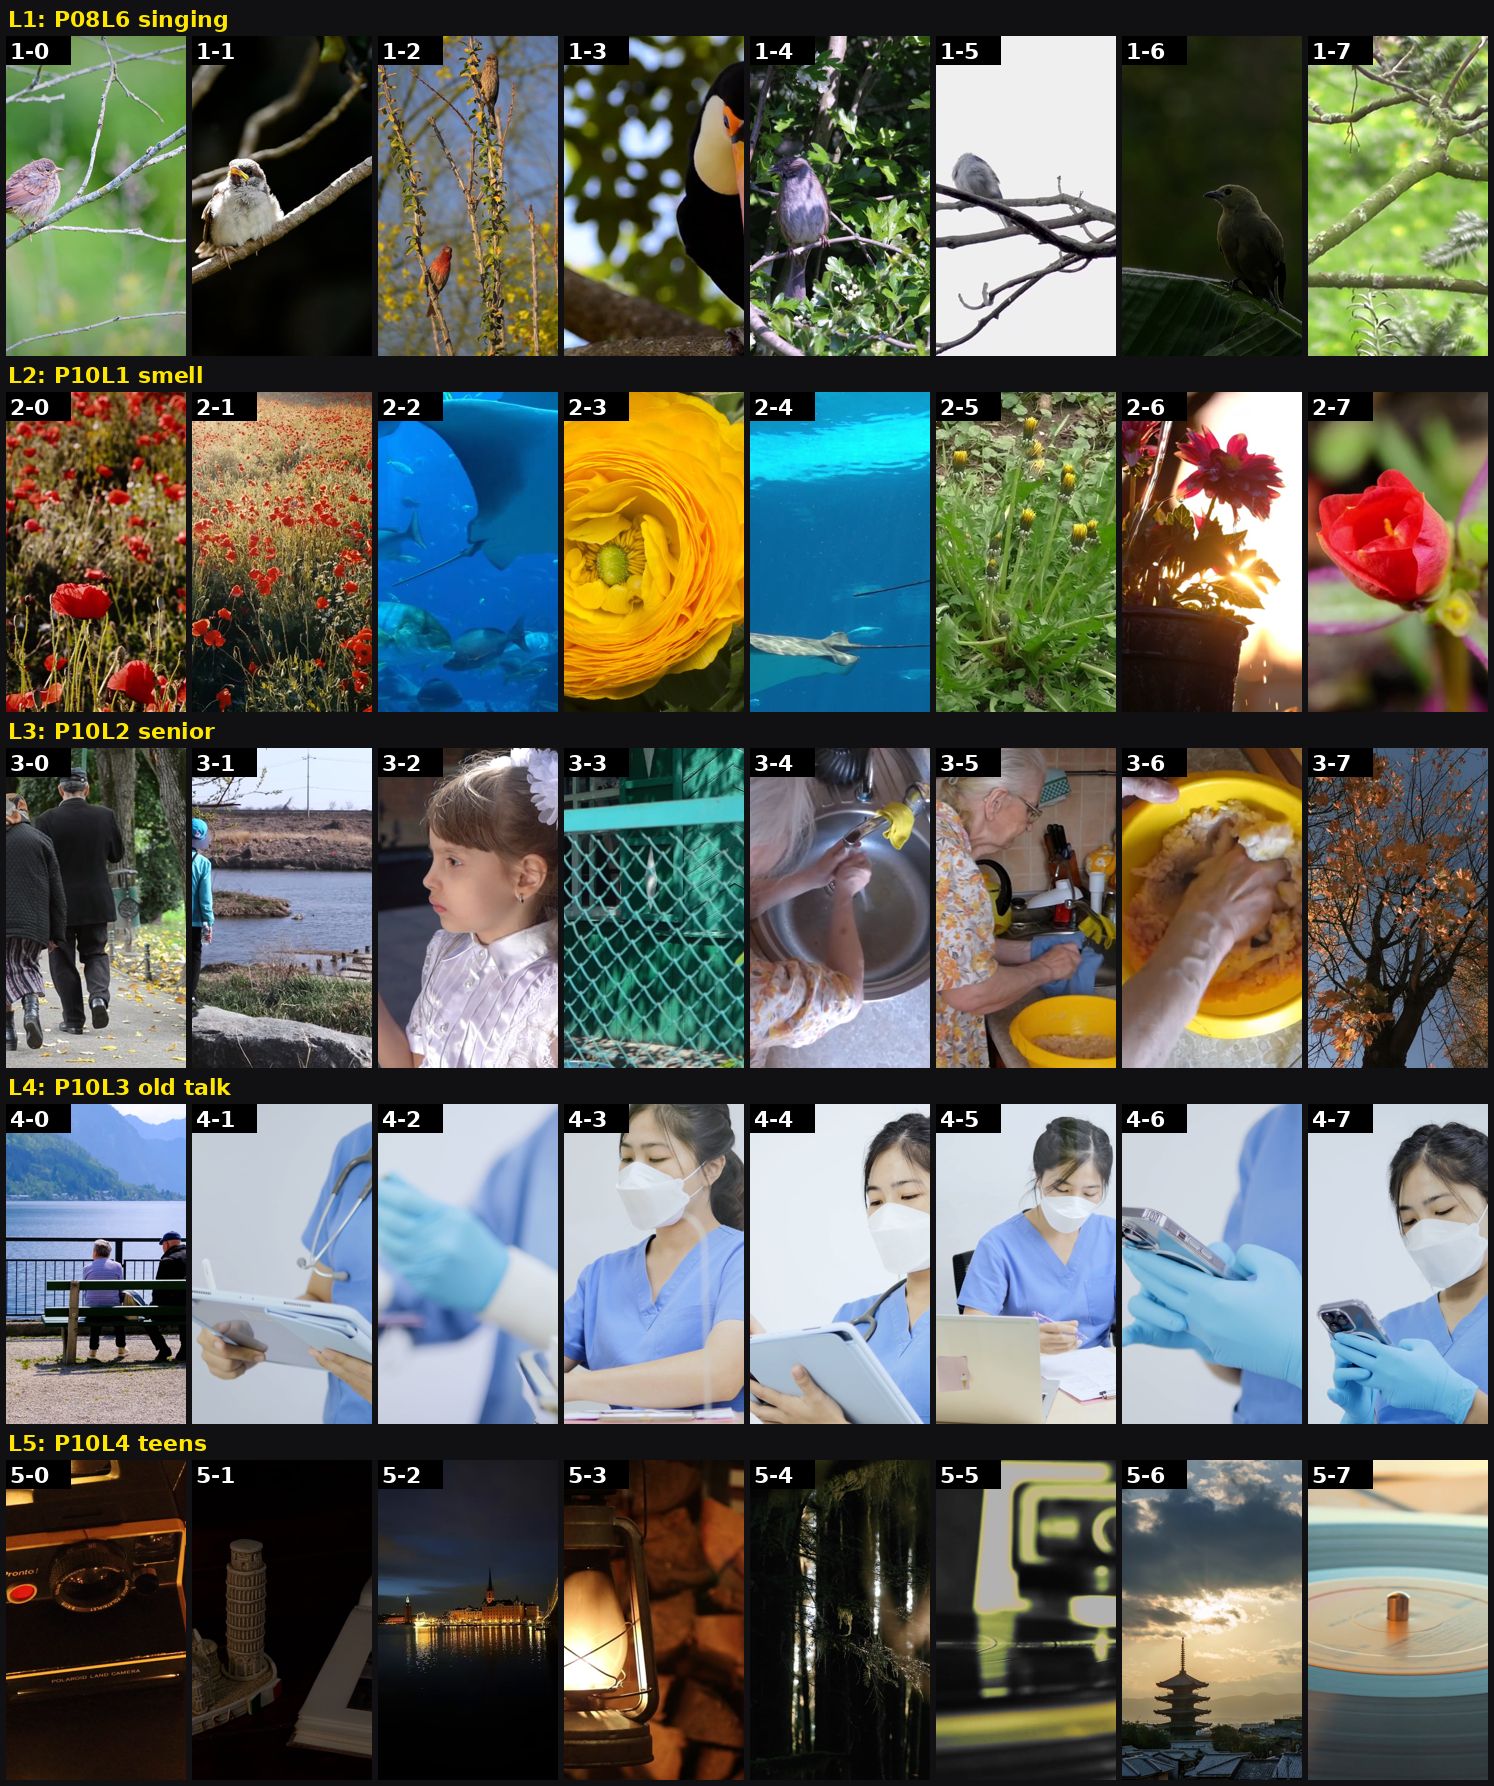 L1: P08L6 singing
1-0 1-1 1-2 1-3 1-4 1-5 1-6 1-7
L2: P10L1 smell
2-0 2-1 2-2 2-3 2-4 2-5 2-6 2-7
L3: P10L2 senior
3-0 3-1 3-2 3-3 3-4 3-5 3-6 3-7
L4: P10L3 old talk
4-0 4-1 4-2 4-3 4-4 4-5 4-6 4-7
L5: P10L4 teens
5-0 5-1 5-2 5-3 5-4 5-5 5-6 5-7
Pronto!
POLAROID LAND CAMERA